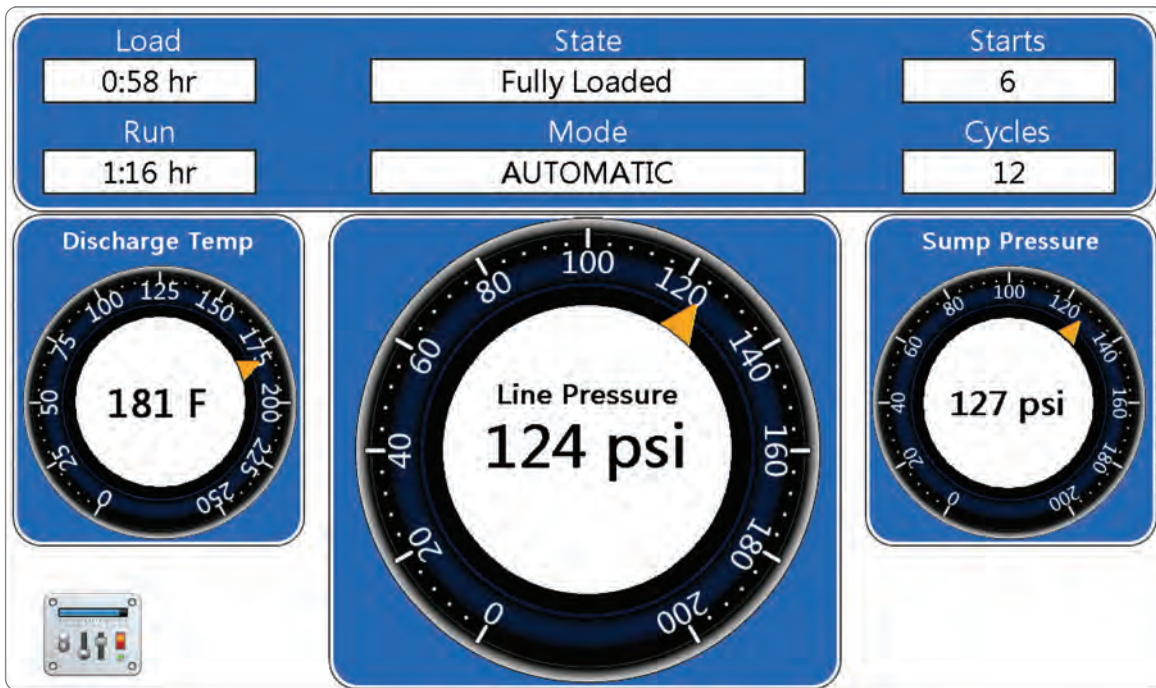 Load
State
Starts
0:58 hr
Fully Loaded
6
Run
Mode
Cycles
1:16 hr
AUTOMATIC
12
Discharge Temp
0
25
50
75
100
125
150
175
200
225
250
181 F
0
20
40
60
80
100
120
140
160
180
200
Line Pressure
124 psi
Sump Pressure
0
20
40
60
80
100
120
140
160
180
200
127 psi